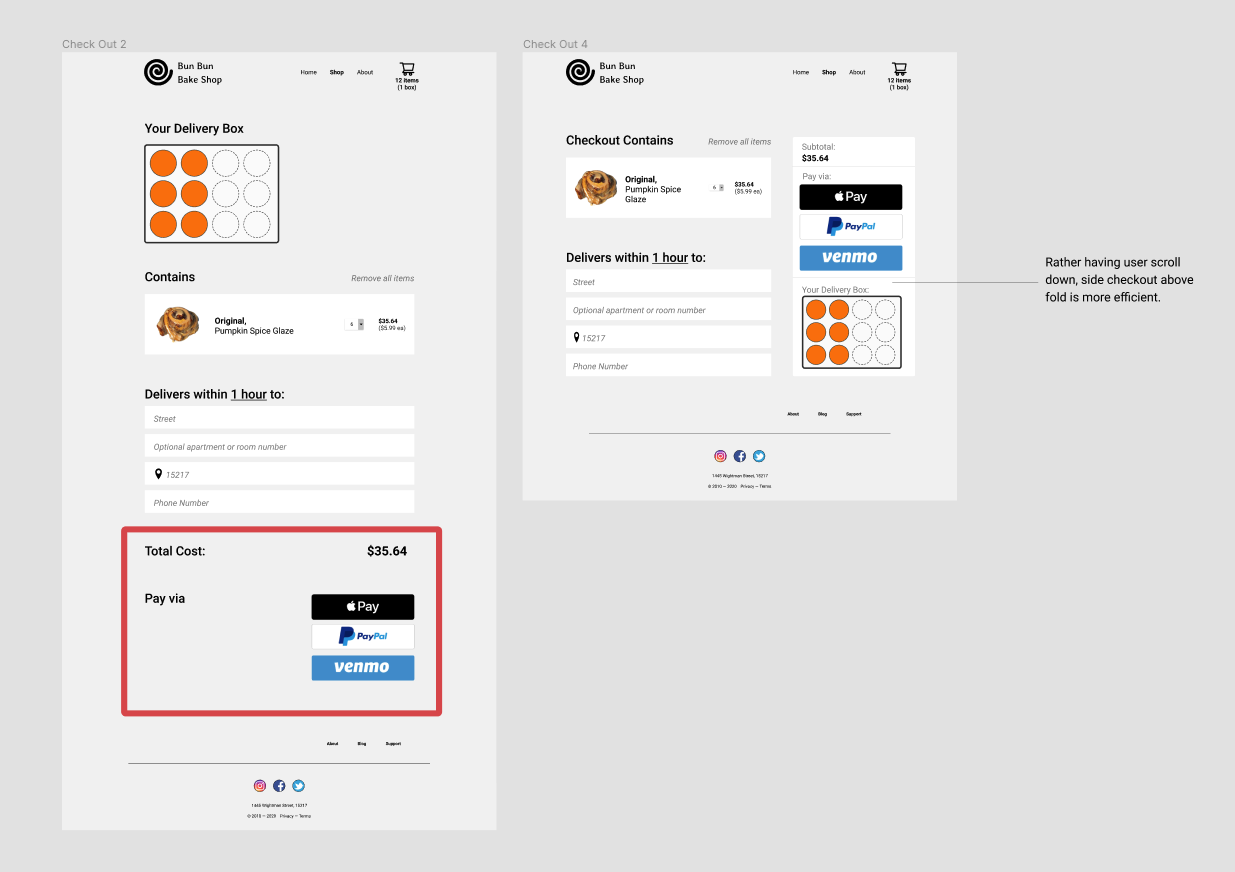 Check Out 2
Bun Bun
Bake Shop
Home
Shop
About
12 items
(1 box)
Your Delivery Box
Contains
Remove all items
Original,
Pumpkin Spice Glaze
$35.64
($5.99 ea)
Delivers within 1 hour to:
Street
Optional apartment or room number
15217
Phone Number
Total Cost:
$35.64
Pay via
Pay
PayPal
venmo
About
Blog
Support
1445 Wightman Street, 15217
© 2010 — 2020 Privacy — Terms
Check Out 4
Bun Bun
Bake Shop
Home
Shop
About
12 items
(1 box)
Checkout Contains
Remove all items
Original,
Pumpkin Spice
Glaze
6
$35.64
($5.99 ea)
Delivers within 1 hour to:
Street
Optional apartment or room number
15217
Phone Number
Subtotal:
$35.64
Pay via:
Pay
PayPal
venmo
Your Delivery Box:
About
Blog
Support
1445 Wightman Street, 15217
© 2010 — 2020 Privacy — Terms
Rather having user scroll
down, side checkout above
fold is more efficient.